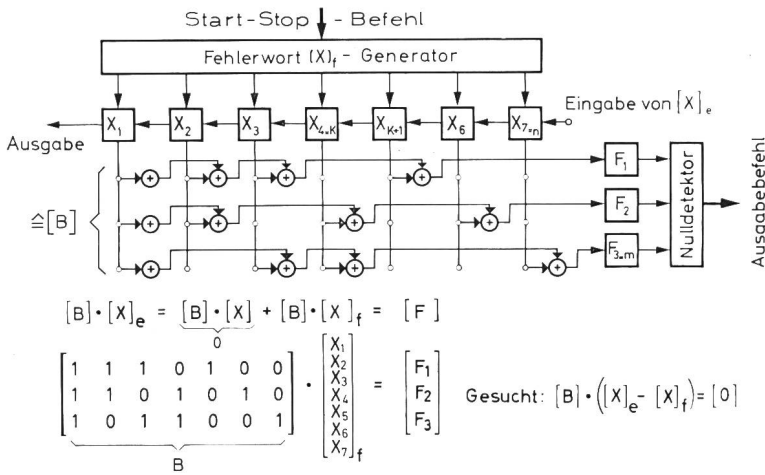 Start-Stop - Befehl
Fehlerwort (X)f - Generator
X1 X2 X3 X4=K XK+1 X6 X7=n
Eingabe von [X]e
Ausgabe
≙[B]
F1
F2
F3=m
Nulldetektor
Ausgabebefehl
[B]·[X]e = [B]·[X] + [B]·[X]f = [F]
0
1 1 1 0 1 0 0
1 1 0 1 0 1 0
1 0 1 1 0 0 1
B
·
X1
X2
X3
X4
X5
X6
X7
f
=
F1
F2
F3
Gesucht: [B]·([X]e - [X]f) = [0]